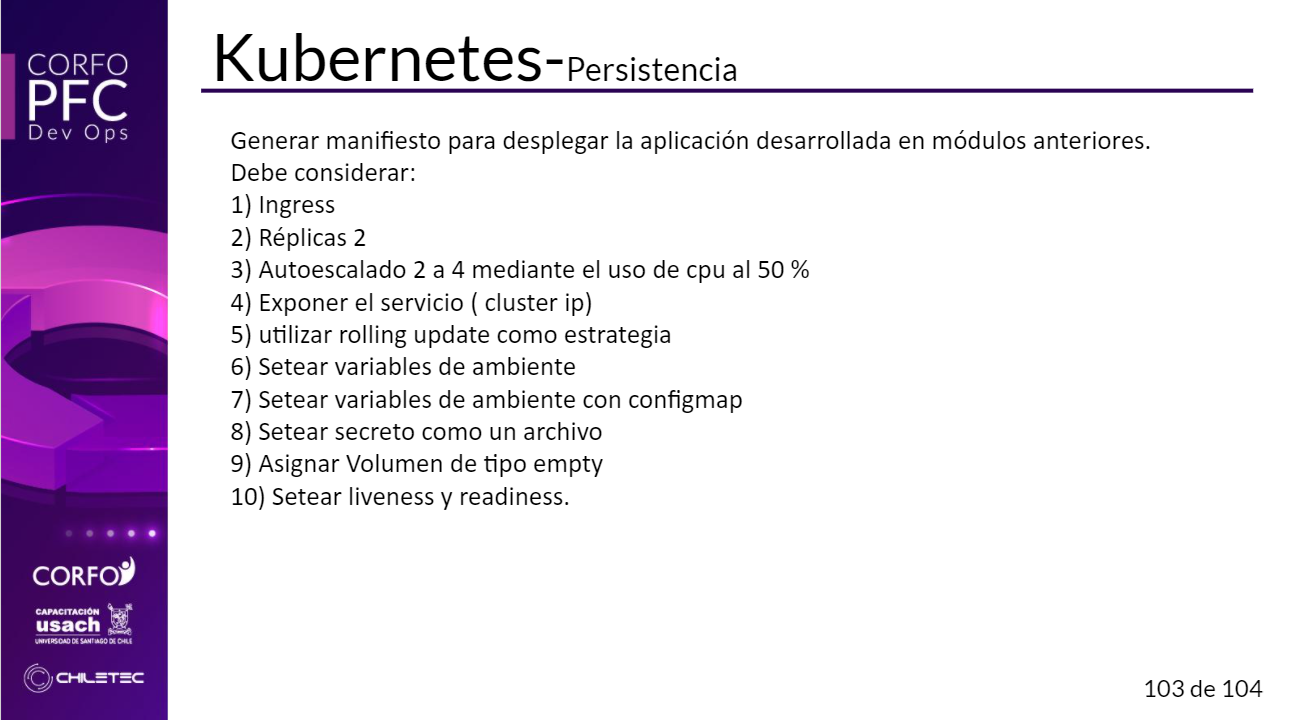 CORFO
PFC
Dev Ops
Kubernetes-Persistencia
Generar manifiesto para desplegar la aplicación desarrollada en módulos anteriores.
Debe considerar:
1) Ingress
2) Réplicas 2
3) Autoescalado 2 a 4 mediante el uso de cpu al 50 %
4) Exponer el servicio ( cluster ip)
5) utilizar rolling update como estrategia
6) Setear variables de ambiente
7) Setear variables de ambiente con configmap
8) Setear secreto como un archivo
9) Asignar Volumen de tipo empty
10) Setear liveness y readiness.
CORFO
CAPACITACIÓN
usach
UNIVERSIDAD DE SANTIAGO DE CHILE
CHILETEC
103 de 104